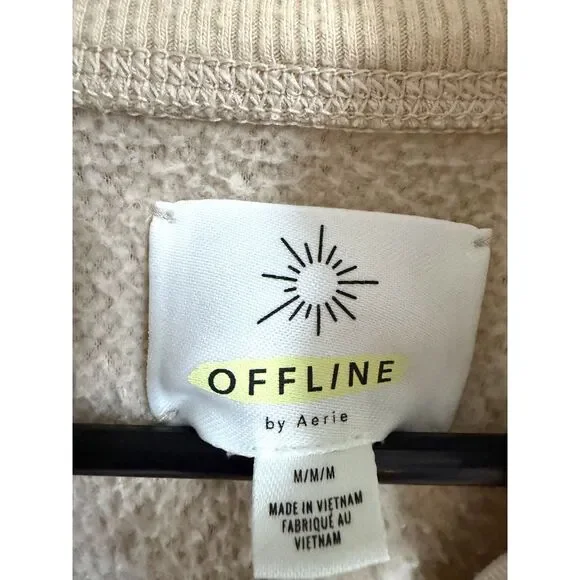 OFFLINE
by Aerie
M/M/M
MADE IN VIETNAM
FABRIQUÉ AU
VIETNAM